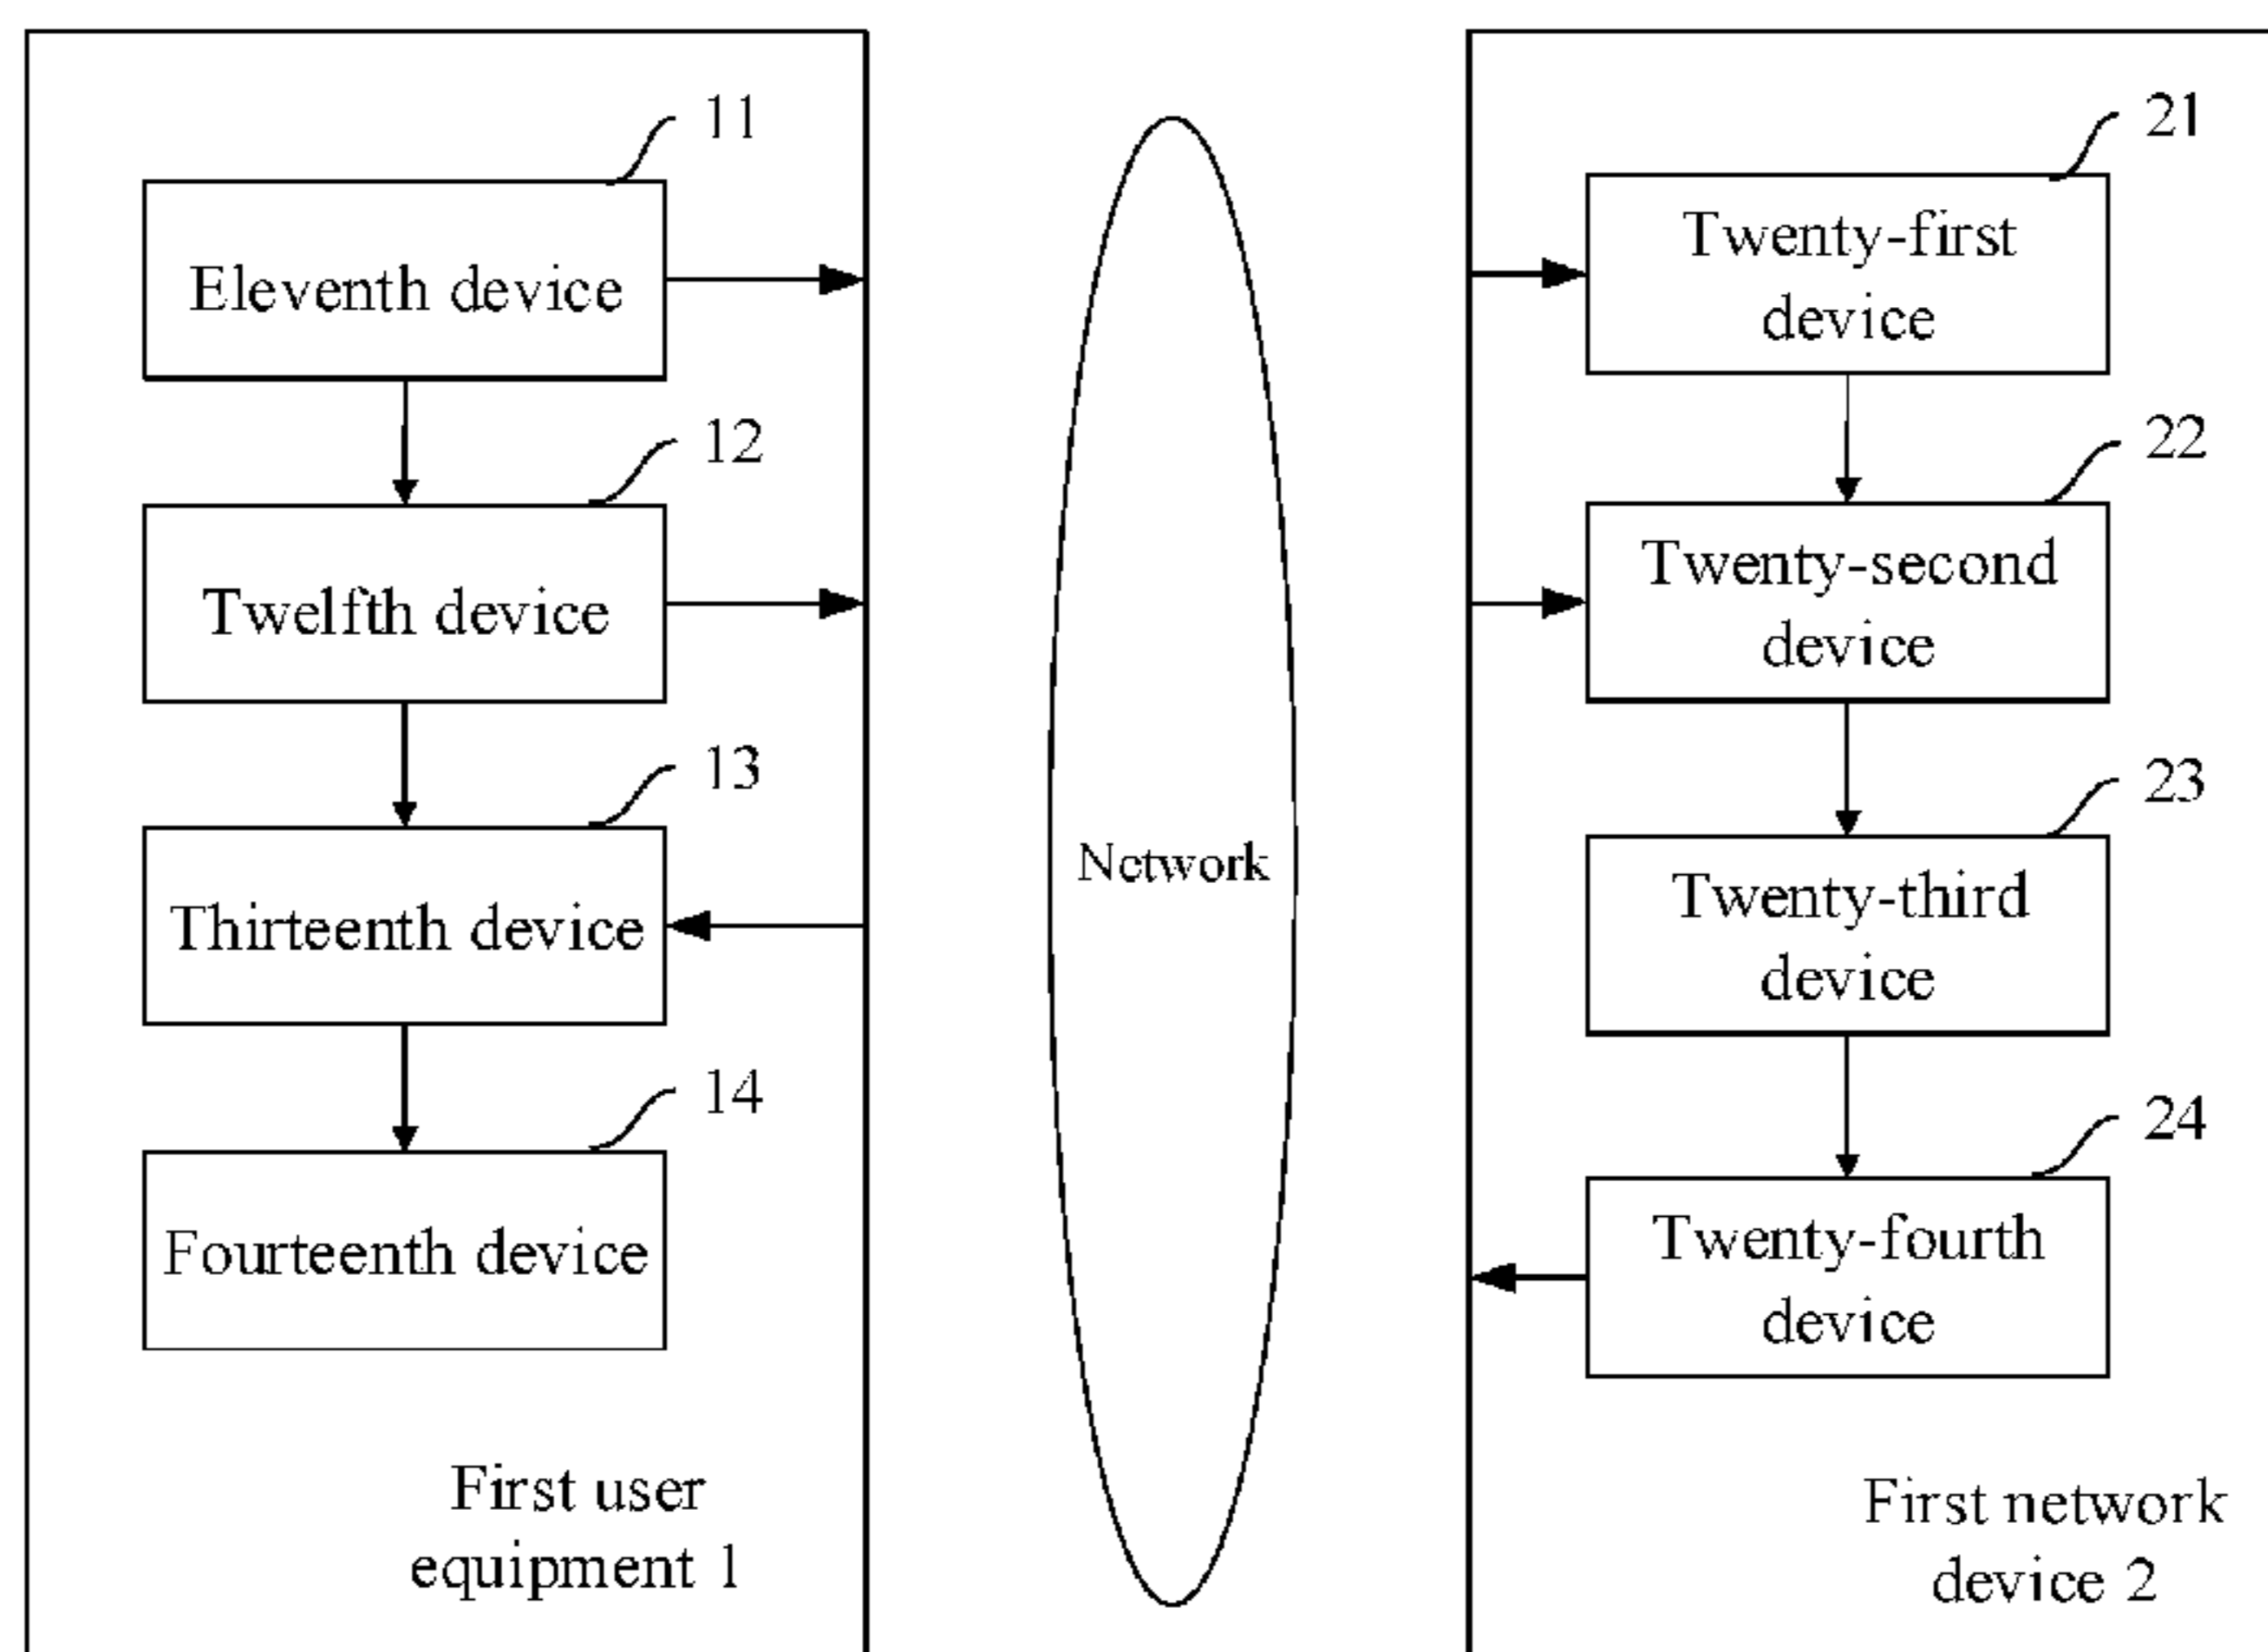 11
Eleventh device
12
Twelfth device
13
Thirteenth device
14
Fourteenth device
First user
equipment 1
Network
21
Twenty-first
device
22
Twenty-second
device
23
Twenty-third
device
24
Twenty-fourth
device
First network
device 2